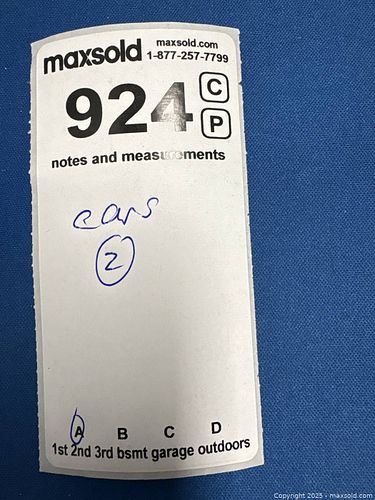 maxsold maxsold.com
1-877-257-7799
924 C
P
notes and measurements
ears
2
A B C D
1st 2nd 3rd bsmt garage outdoors
Copyright 2025 - maxsold.com